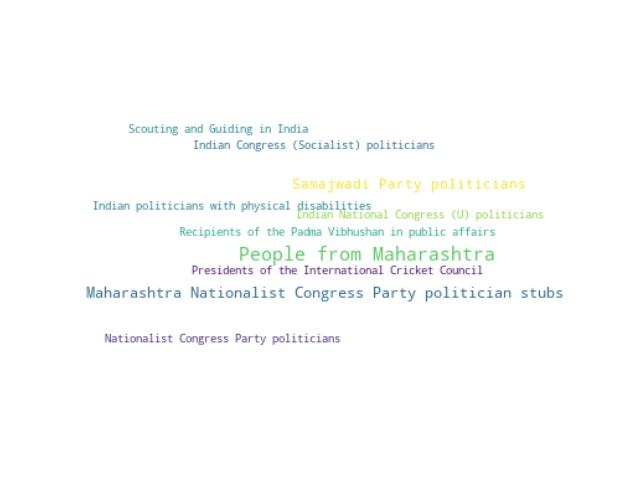 Scouting and Guiding in India
Indian Congress (Socialist) politicians
Samajwadi Party politicians
Indian politicians with physical disabilities
Indian National Congress (U) politicians
Recipients of the Padma Vibhushan in public affairs
People from Maharashtra
Presidents of the International Cricket Council
Maharashtra Nationalist Congress Party politician stubs
Nationalist Congress Party politicians